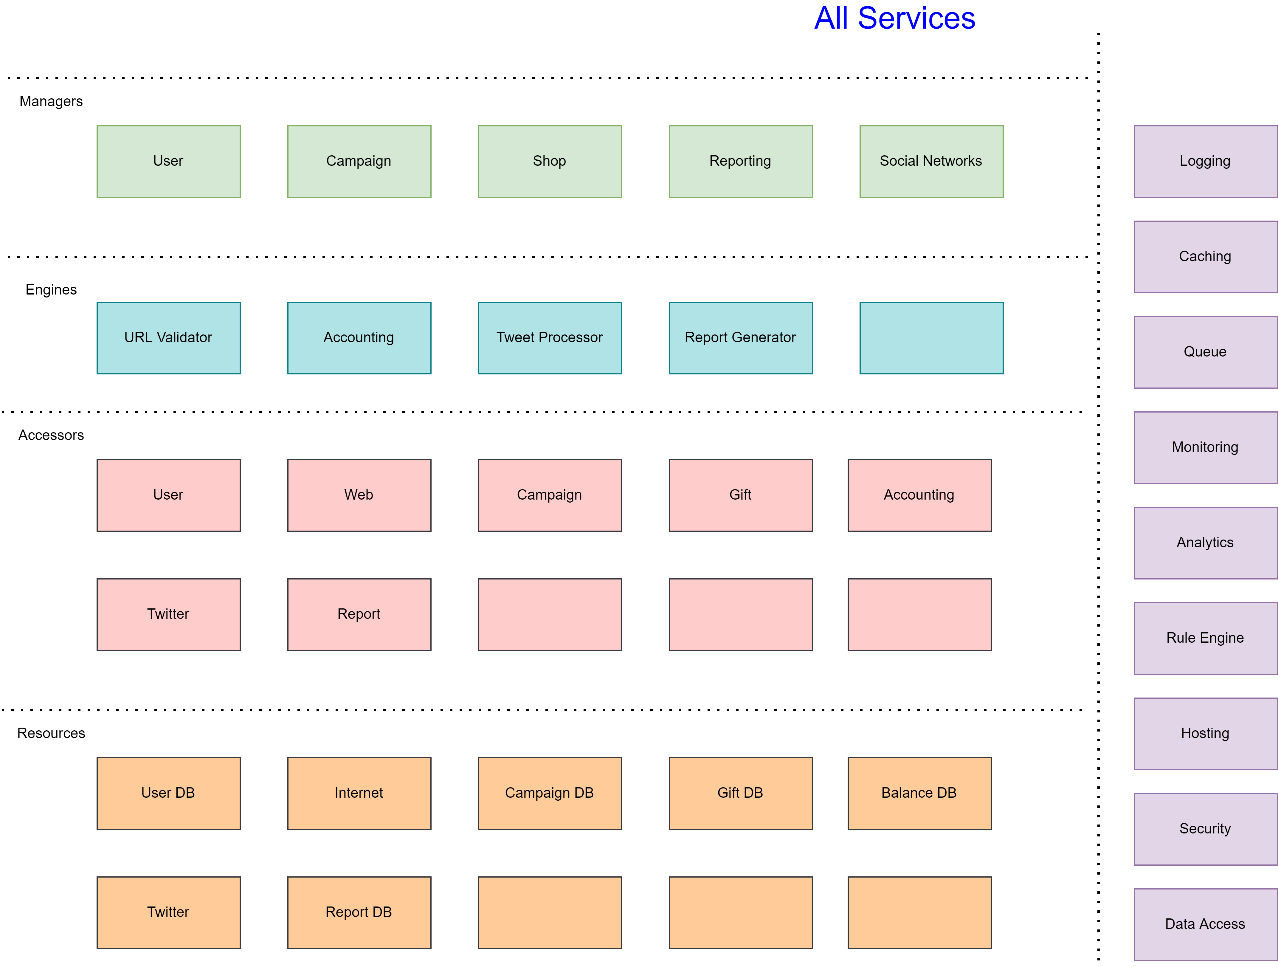 All Services
Managers
User
Campaign
Shop
Reporting
Social Networks
Engines
URL Validator
Accounting
Tweet Processor
Report Generator
Accessors
User
Web
Campaign
Gift
Accounting
Twitter
Report
Resources
User DB
Internet
Campaign DB
Gift DB
Balance DB
Twitter
Report DB
Logging
Caching
Queue
Monitoring
Analytics
Rule Engine
Hosting
Security
Data Access